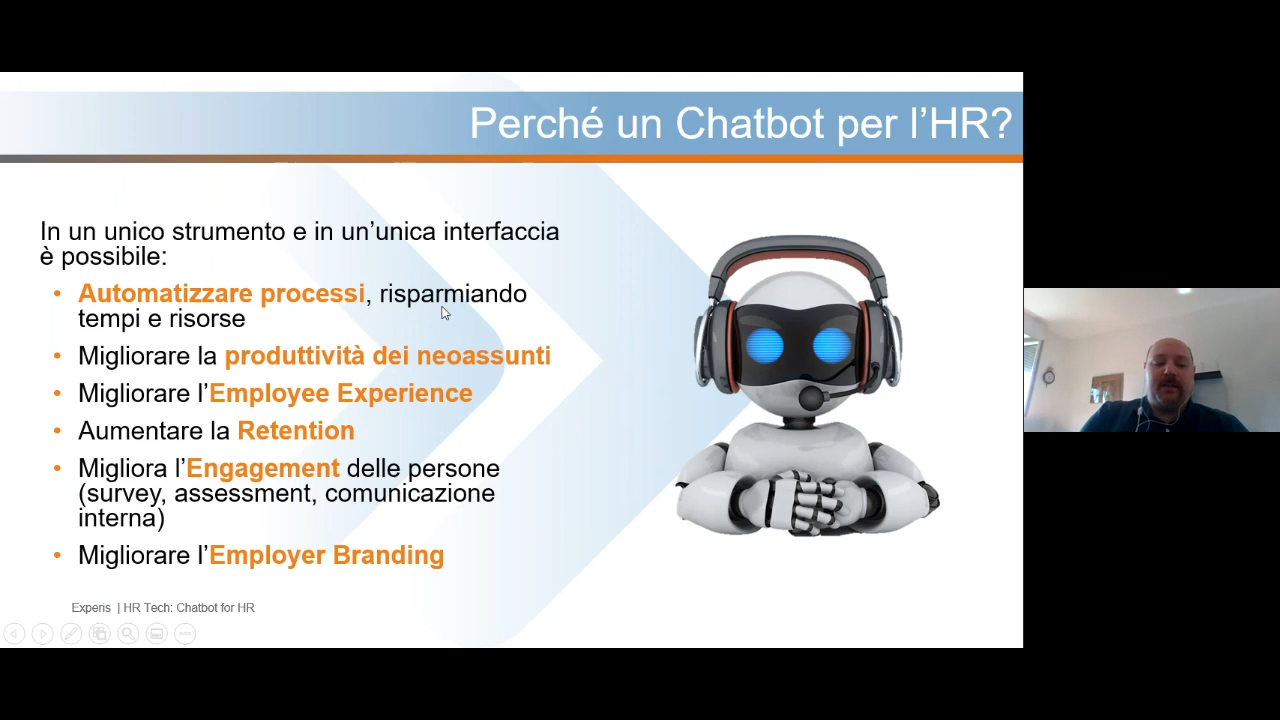 Perché un Chatbot per l’HR?
In un unico strumento e in un’unica interfaccia
è possibile:
• Automatizzare processi, risparmiando
tempi e risorse
• Migliorare la produttività dei neoassunti
• Migliorare l’Employee Experience
• Aumentare la Retention
• Migliora l’Engagement delle persone
(survey, assessment, comunicazione
interna)
• Migliorare l’Employer Branding
Experis | HR Tech: Chatbot for HR